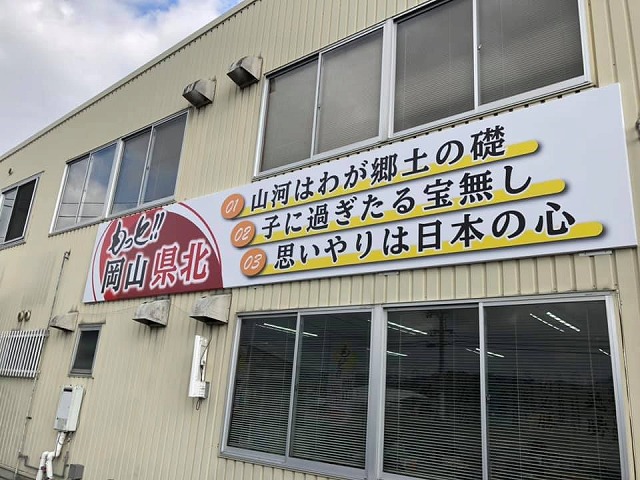 もっと!!
岡山県北
01 山河はわが郷土の礎
02 子に過ぎたる宝無し
03 思いやりは日本の心